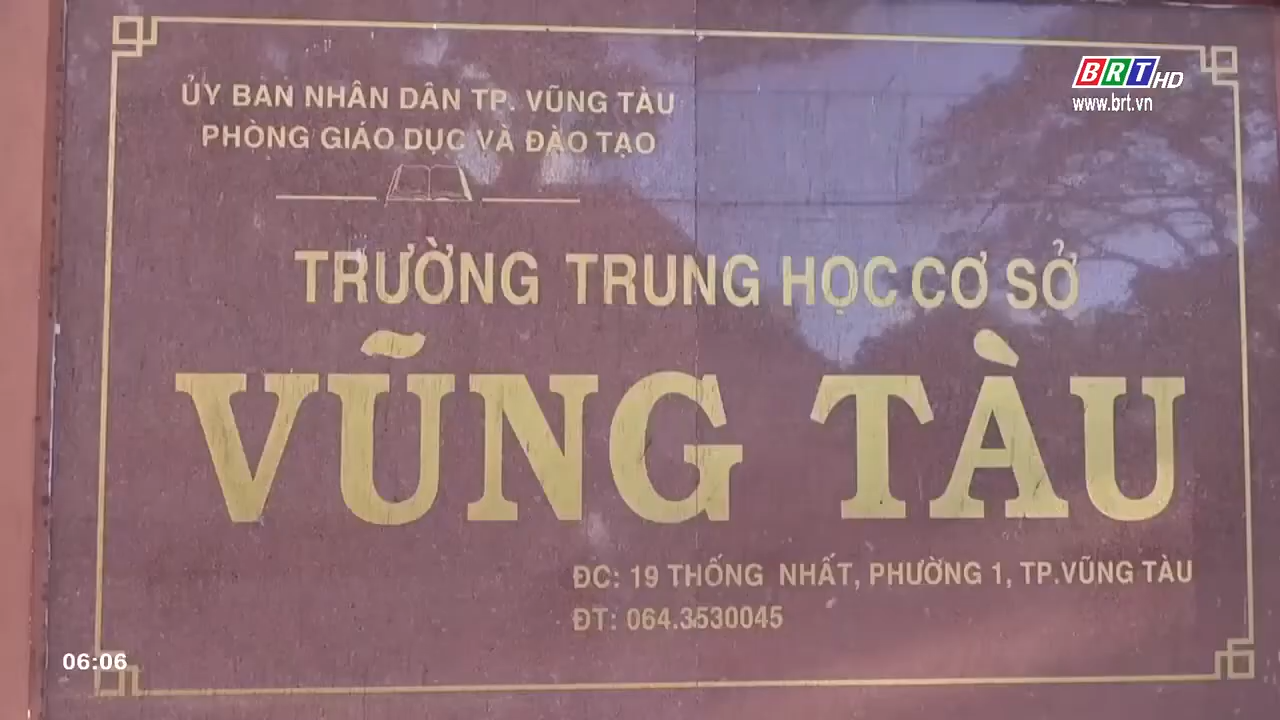 BRT HD
www.brt.vn
ỦY BAN NHÂN DÂN TP. VŨNG TÀU
PHÒNG GIÁO DỤC VÀ ĐÀO TẠO
TRƯỜNG TRUNG HỌC CƠ SỞ
VŨNG TÀU
ĐC: 19 THỐNG NHẤT, PHƯỜNG 1, TP.VŨNG TÀU
ĐT: 064.3530045
06:06